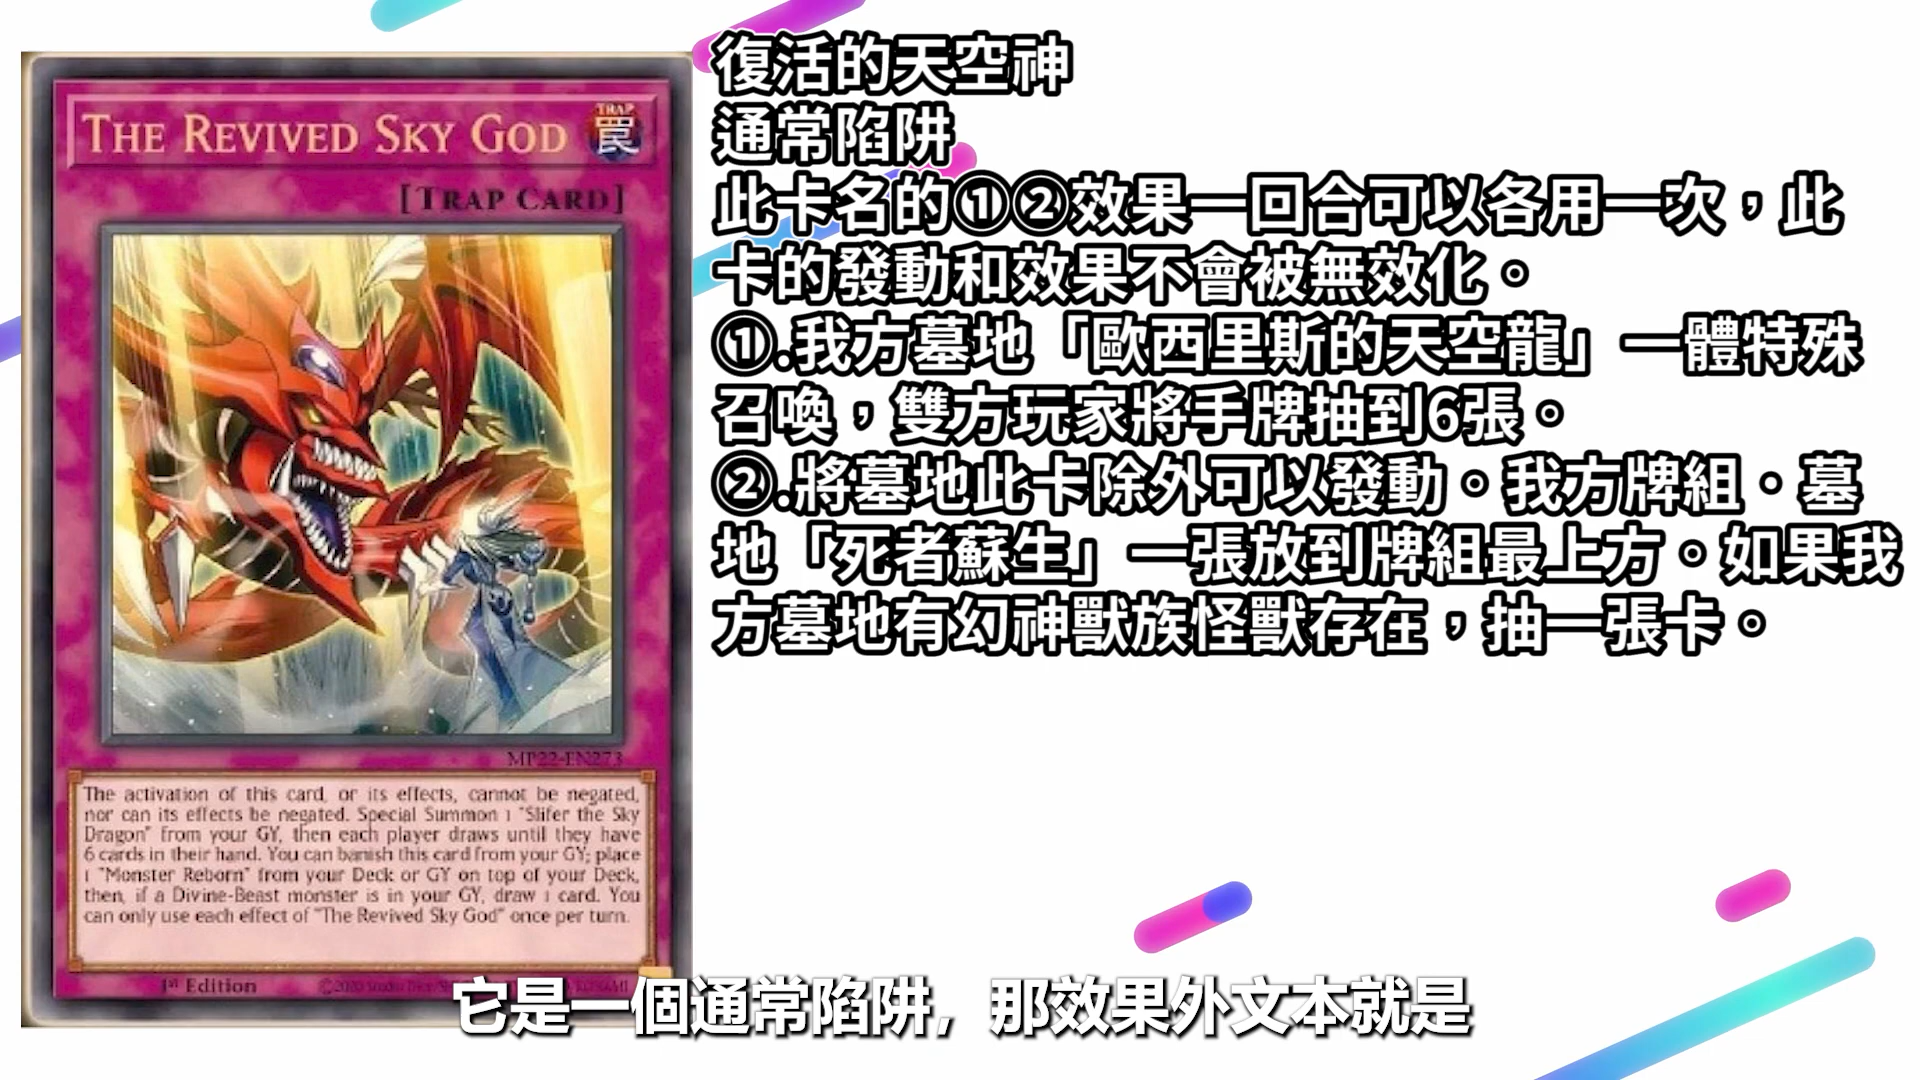 THE REVIVED SKY GOD
TRAP
罠
[TRAP CARD]
MP22-EN273
The activation of this card, or its effects, cannot be negated,
nor can its effects be negated. Special Summon 1 "Slifer the Sky
Dragon" from your GY, then each player draws until they have
6 cards in their hand. You can banish this card from your GY; place
1 "Monster Reborn" from your Deck or GY on top of your Deck,
then, if a Divine-Beast monster is in your GY, draw 1 card. You
can only use each effect of "The Revived Sky God" once per turn.
1st Edition
©2020 Studio Dice/
復活的天空神
通常陷阱
此卡名的①②效果一回合可以各用一次，此
卡的發動和效果不會被無效化。
①.我方墓地「歐西里斯的天空龍」一體特殊
召喚，雙方玩家將手牌抽到6張。
②.將墓地此卡除外可以發動。我方牌組・墓
地「死者蘇生」一張放到牌組最上方。如果我
方墓地有幻神獸族怪獸存在，抽一張卡。
它是一個通常陷阱，那效果外文本就是